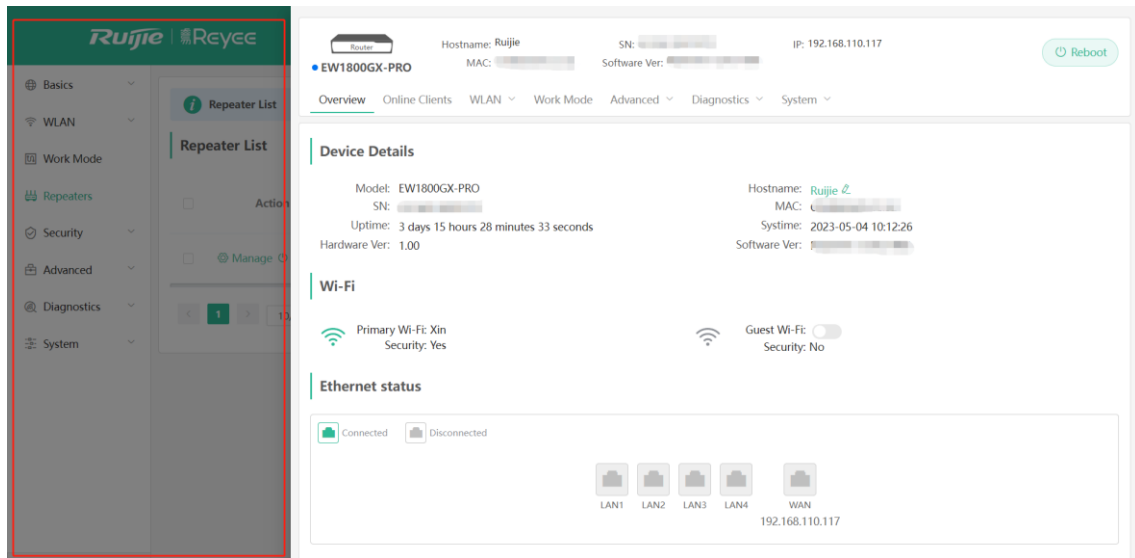 Ruijie | Reyee
Basics
WLAN
Work Mode
Repeaters
Security
Advanced
Diagnostics
System
Repeater List
Repeater List
Action
Manage
1
10
Router
EW1800GX-PRO
Hostname: Ruijie
SN:
IP: 192.168.110.117
MAC:
Software Ver:
Reboot
Overview Online Clients WLAN Work Mode Advanced Diagnostics System
Device Details
Model: EW1800GX-PRO
Hostname: Ruijie
SN:
MAC:
Uptime: 3 days 15 hours 28 minutes 33 seconds
Systime: 2023-05-04 10:12:26
Hardware Ver: 1.00
Software Ver:
Wi-Fi
Primary Wi-Fi: Xin
Security: Yes
Guest Wi-Fi:
Security: No
Ethernet status
Connected Disconnected
LAN1 LAN2 LAN3 LAN4 WAN
192.168.110.117